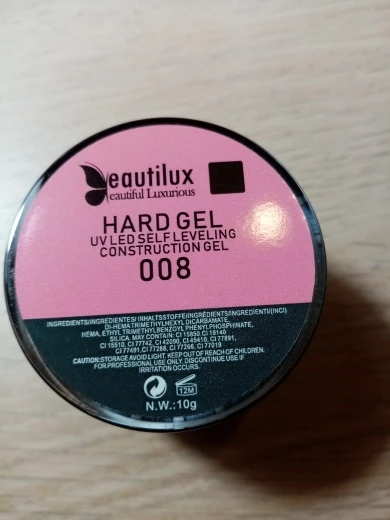 eautilux
eautiful Luxurious
HARD GEL
UV LED SELF LEVELING
CONSTRUCTION GEL
008
INGREDIENTS/INGREDIENTES/ INHALTSSTOFFE/INGRÉDIENTS/INGREDIENTI/(INCI)
DI-HEMA TRIMETHYLHEXYL DICARBAMATE,
HEMA, ETHYL TRIMETHYLBENZOYL PHENYLPHOSPHINATE,
SILICA. MAY CONTAIN: CI 15850,CI 19140
CI 15510, CI 77742, CI 42090, CI 45410, CI 77891,
CI 77491,CI 77288, CI 77266, CI 77019
CAUTION:STORAGE AVOID LIGHT. KEEP OUT OF REACH OF CHILDREN.
FOR PROFESSIONAL USE ONLY. DISCONTINUE USE IF
IRRITATION OCCURS.
12M
N.W.:10g